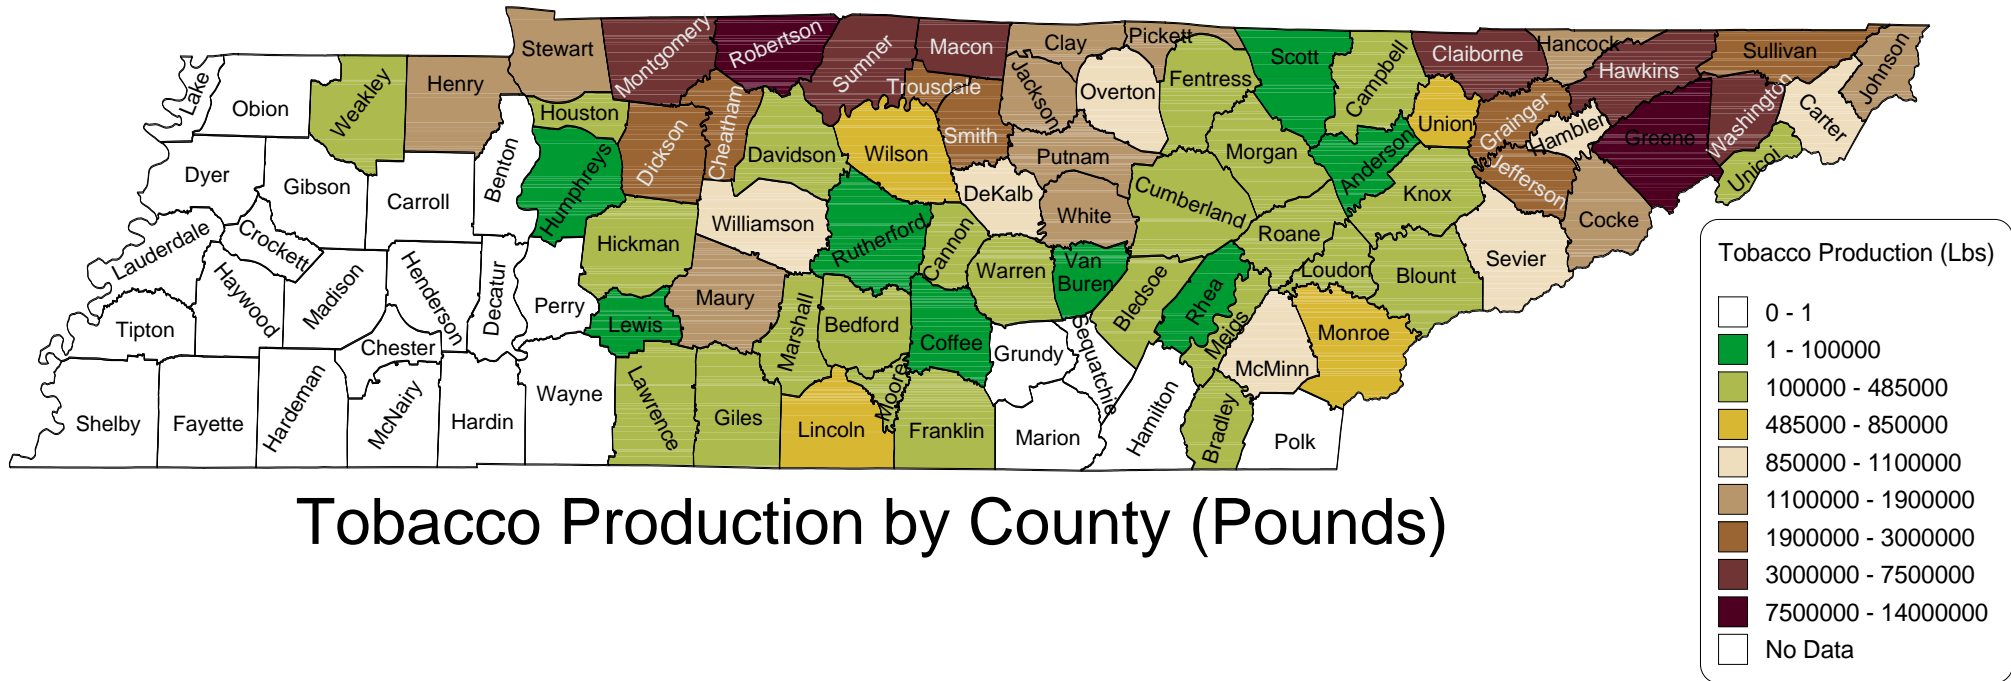 Stewart
Montgomery
Robertson
Sumner
Macon
Clay
Pickett
Scott
Campbell
Claiborne
Hancock
Hawkins
Sullivan
Johnson
Lake
Obion
Weakley
Henry
Houston
Dickson
Cheatham
Davidson
Wilson
Trousdale
Smith
Jackson
Overton
Fentress
Morgan
Anderson
Union
Grainger
Hamblen
Greene
Washington
Unicoi
Carter
Dyer
Gibson
Carroll
Benton
Humphreys
Williamson
Rutherford
Cannon
DeKalb
Putnam
White
Cumberland
Roane
Knox
Jefferson
Cocke
Sevier
Lauderdale
Crockett
Haywood
Madison
Henderson
Decatur
Perry
Hickman
Maury
Lewis
Marshall
Bedford
Coffee
Warren
Van
Buren
Bledsoe
Rhea
Meigs
Loudon
Blount
Monroe
McMinn
Tipton
Shelby
Fayette
Hardeman
Chester
McNairy
Hardin
Wayne
Lawrence
Giles
Lincoln
Moore
Franklin
Grundy
Sequatchie
Marion
Hamilton
Bradley
Polk
Tobacco Production by County (Pounds)
Tobacco Production (Lbs)
0 - 1
1 - 100000
100000 - 485000
485000 - 850000
850000 - 1100000
1100000 - 1900000
1900000 - 3000000
3000000 - 7500000
7500000 - 14000000
No Data